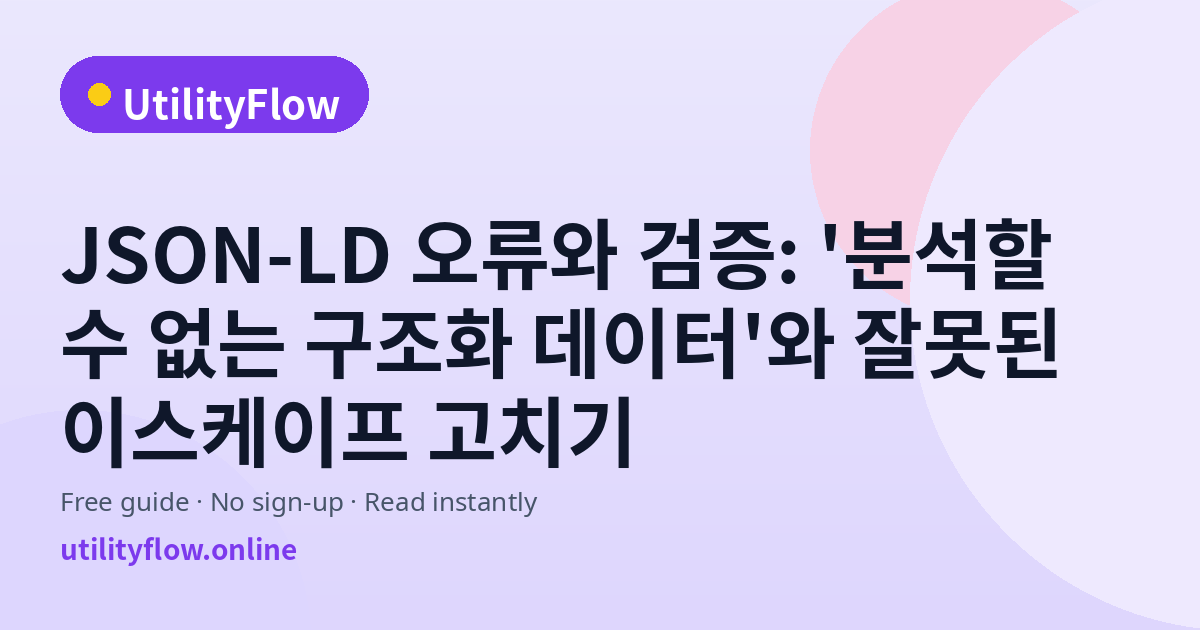 UtilityFlow
JSON-LD 오류와 검증: '분석할
수 없는 구조화 데이터'와 잘못된
이스케이프 고치기
Free guide · No sign-up · Read instantly
utilityflow.online